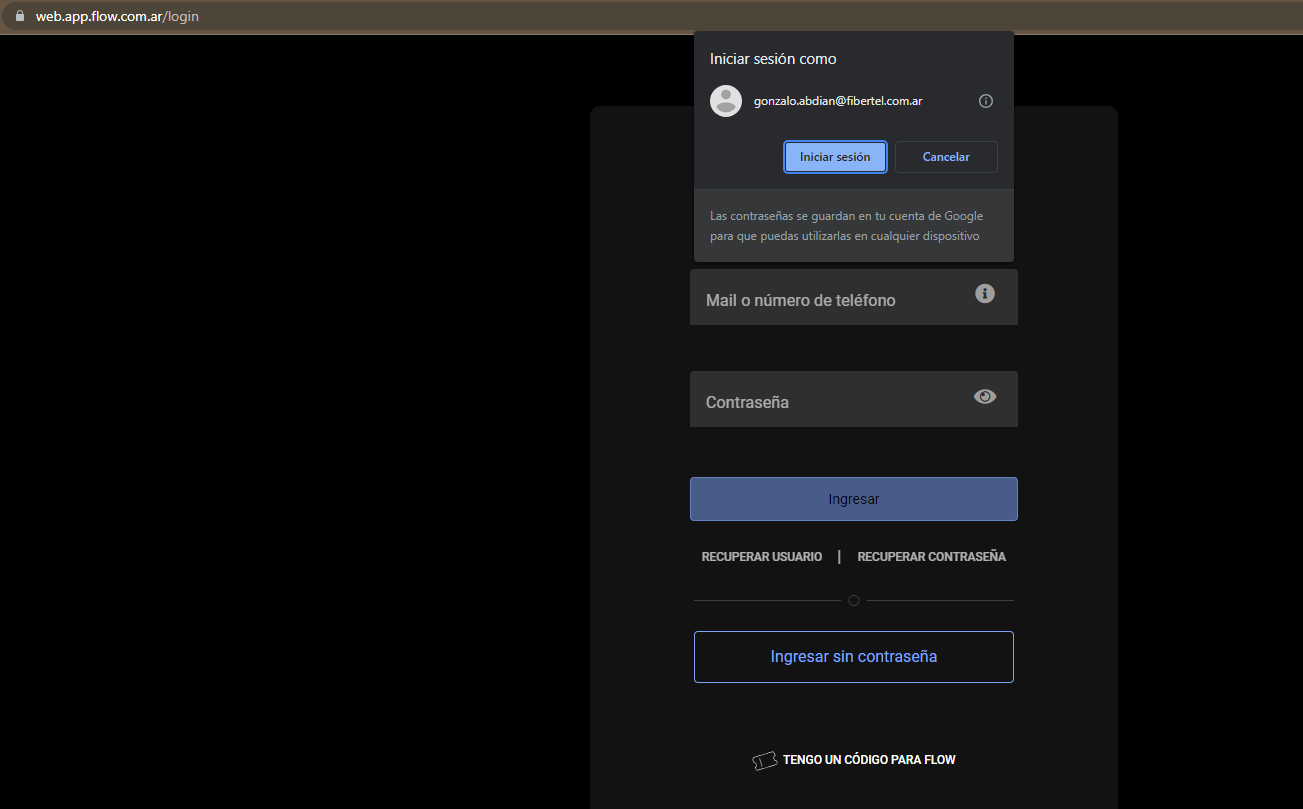 web.app.flow.com.ar/login
Iniciar sesión como
gonzalo.abdian@fibertel.com.ar
Iniciar sesión
Cancelar
Las contraseñas se guardan en tu cuenta de Google
para que puedas utilizarlas en cualquier dispositivo
Mail o número de teléfono
Contraseña
Ingresar
RECUPERAR USUARIO | RECUPERAR CONTRASEÑA
O
Ingresar sin contraseña
TENGO UN CÓDIGO PARA FLOW